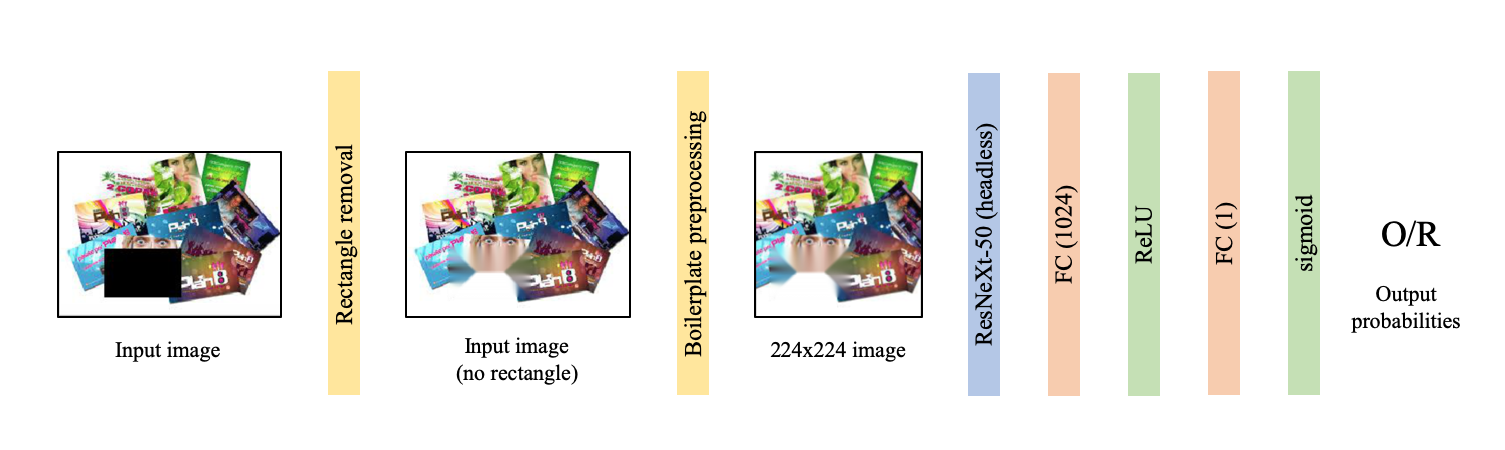 Input image
Rectangle removal
Input image
(no rectangle)
Boilerplate preprocessing
224x224 image
ResNeXt-50 (headless)
FC (1024)
ReLU
FC (1)
sigmoid
O/R
Output
probabilities